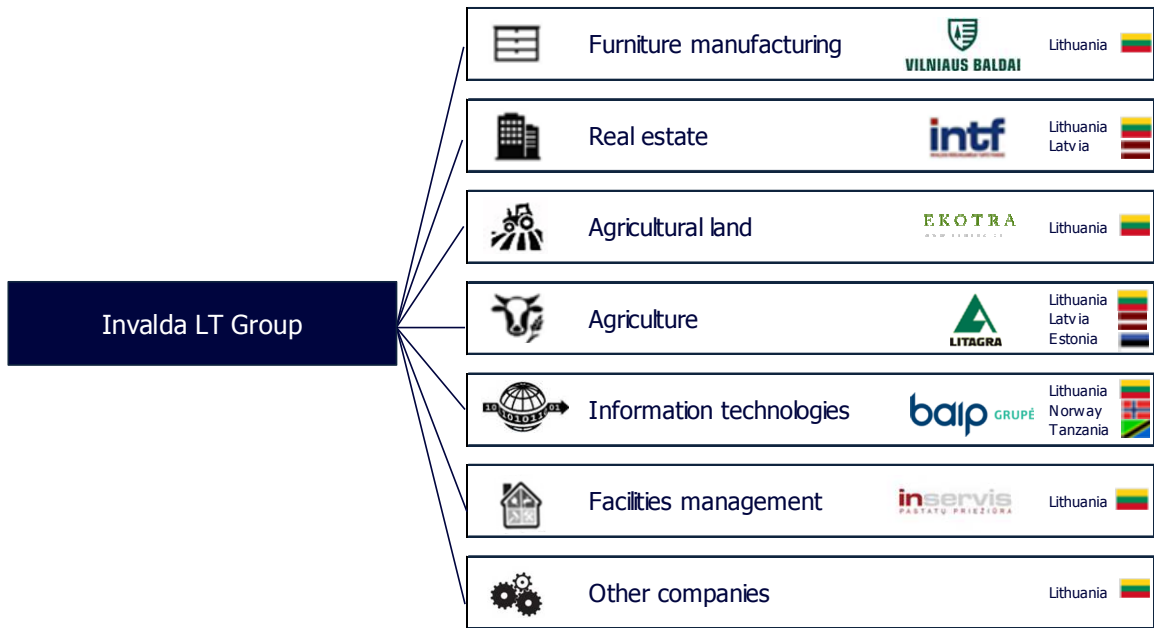 Furniture manufacturing
VILNIAUS BALDAI
Lithuania
Real estate
intf
Lithuania
Latvia
Agricultural land
EKOTRA
Lithuania
Invalda LT Group
Agriculture
LITAGRA
Lithuania
Latvia
Estonia
Information technologies
baip GRUPĖ
Lithuania
Norway
Tanzania
Facilities management
inservis
PASTATŲ PRIEŽIŪRA
Lithuania
Other companies
Lithuania